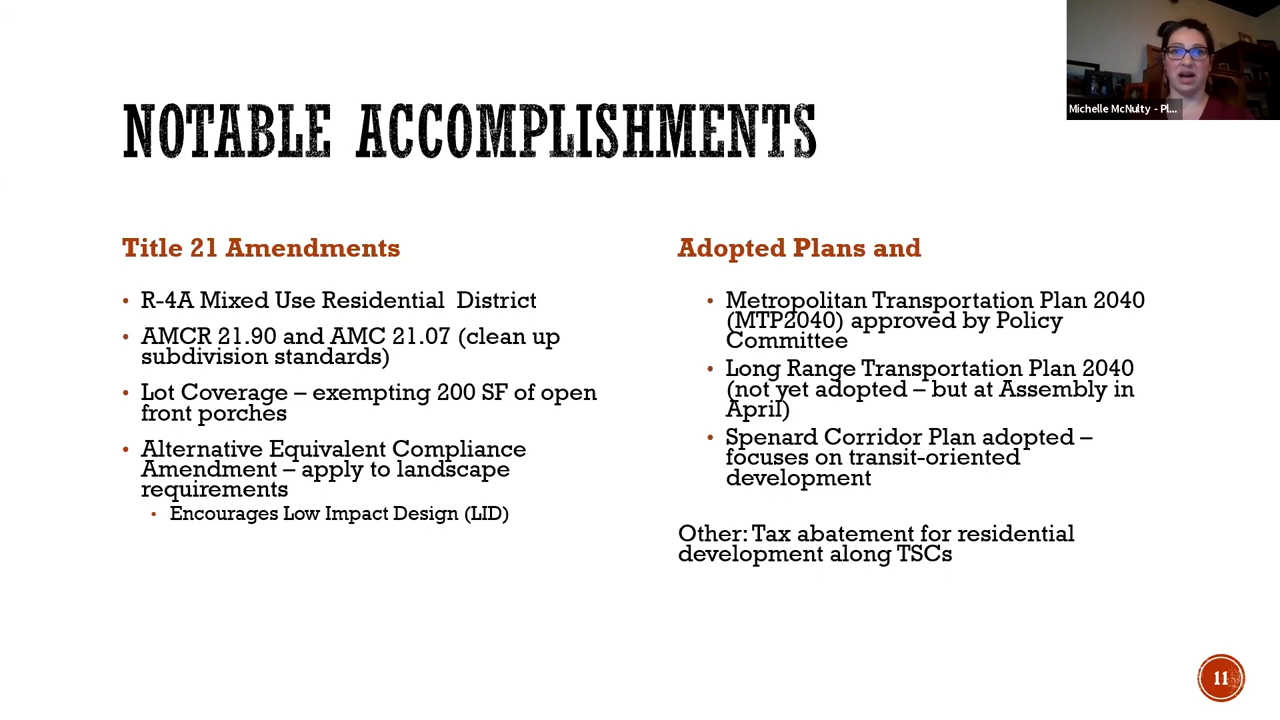 Michelle McNulty - Pl...
NOTABLE ACCOMPLISHMENTS
Title 21 Amendments
• R-4A Mixed Use Residential District
• AMCR 21.90 and AMC 21.07 (clean up
subdivision standards)
• Lot Coverage – exempting 200 SF of open
front porches
• Alternative Equivalent Compliance
Amendment – apply to landscape
requirements
• Encourages Low Impact Design (LID)
Adopted Plans and
• Metropolitan Transportation Plan 2040
(MTP2040) approved by Policy
Committee
• Long Range Transportation Plan 2040
(not yet adopted – but at Assembly in
April)
• Spenard Corridor Plan adopted –
focuses on transit-oriented
development
Other: Tax abatement for residential
development along TSCs
11